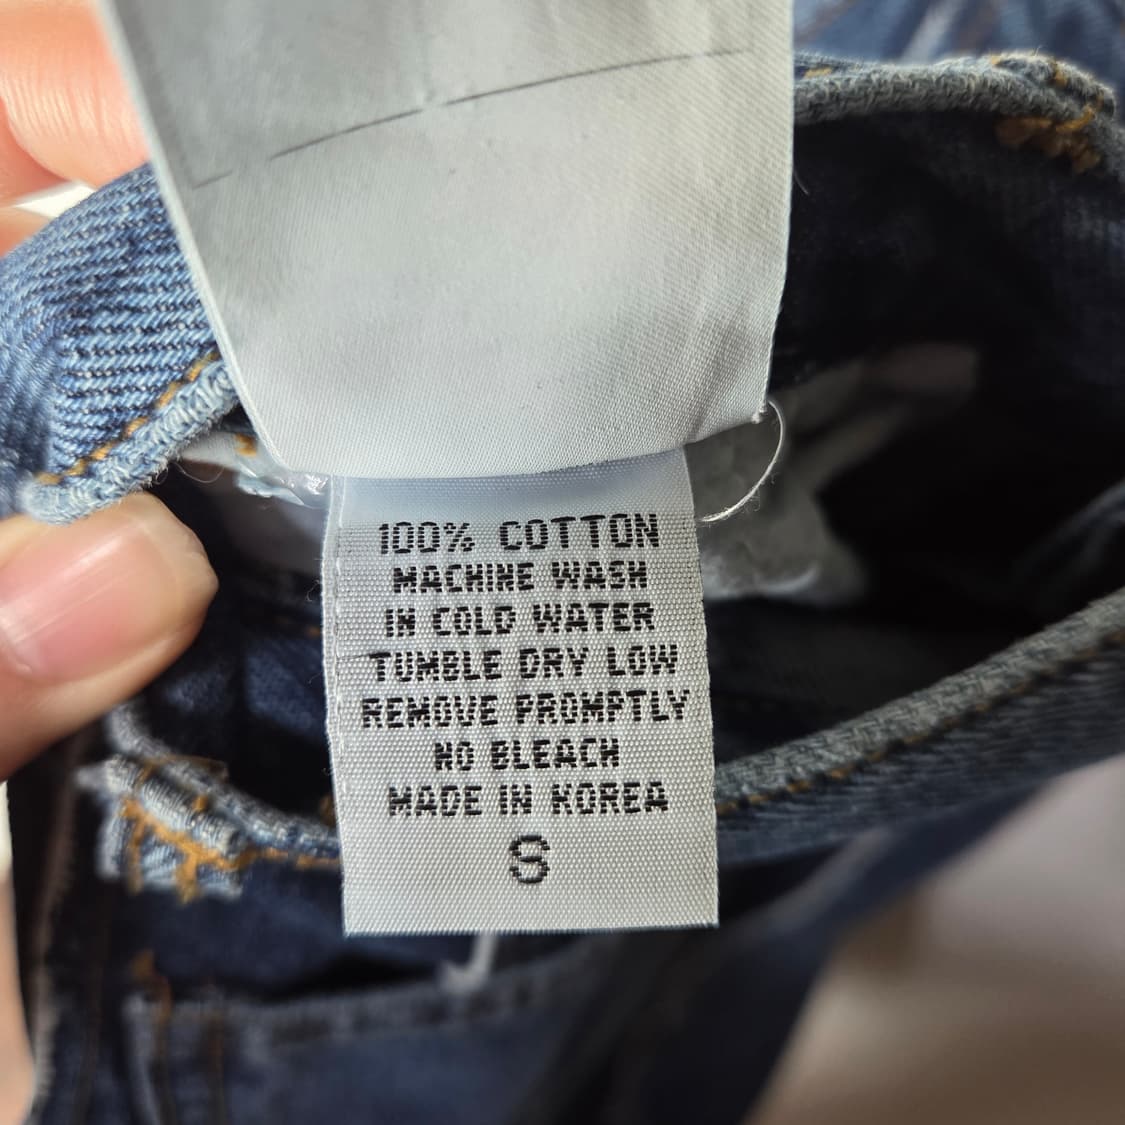 100% COTTON
MACHINE WASH
IN COLD WATER
TUMBLE DRY LOW
REMOVE PROMPTLY
NO BLEACH
MADE IN KOREA
S